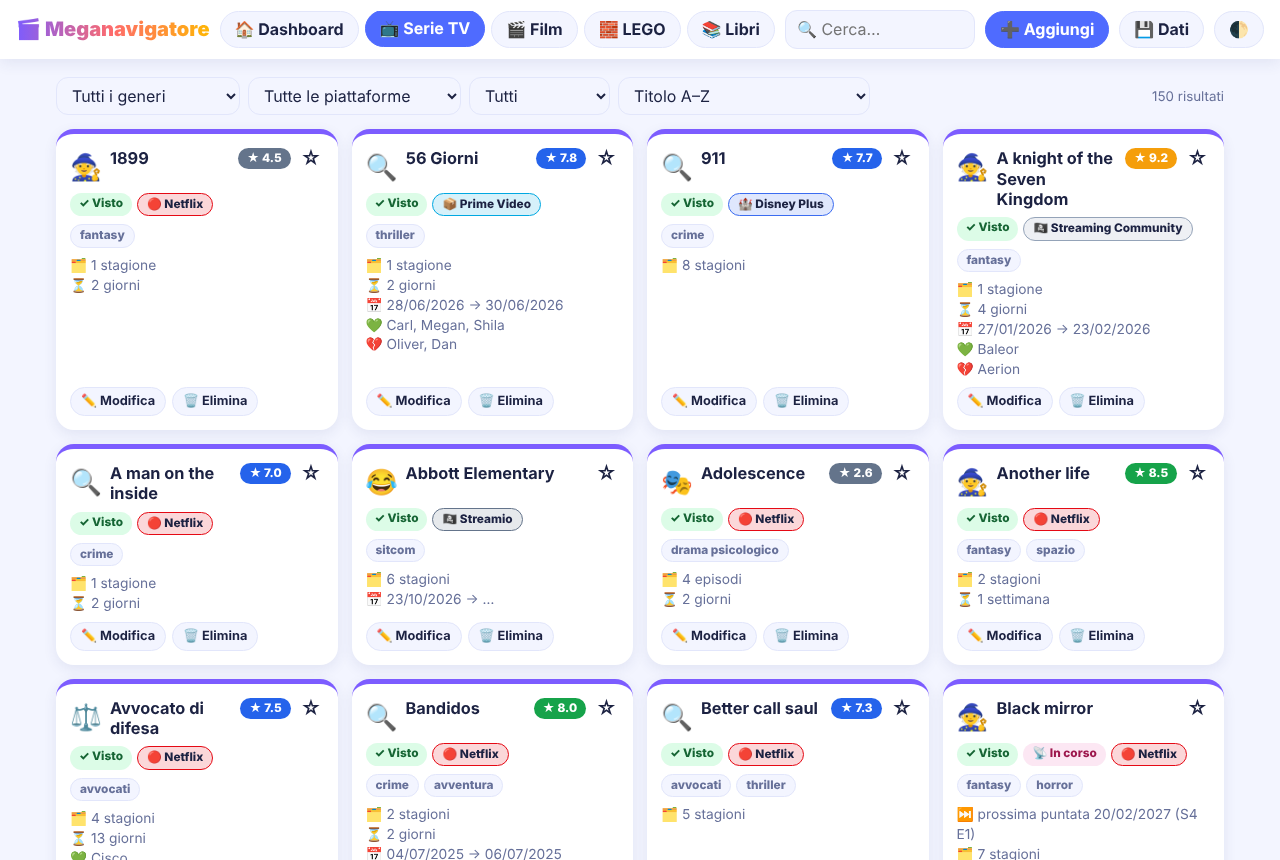 Meganavigatore
🏠 Dashboard
📺 Serie TV
🎬 Film
🧱 LEGO
📚 Libri
🔍 Cerca...
➕ Aggiungi
💾 Dati
Tutti i generi
Tutte le piattaforme
Tutti
Titolo A–Z
150 risultati
1899
★ 4.5
☆
✓ Visto
🔴 Netflix
fantasy
🗂️ 1 stagione
⏳ 2 giorni
✏️ Modifica
🗑️ Elimina
56 Giorni
★ 7.8
☆
✓ Visto
📦 Prime Video
thriller
🗂️ 1 stagione
⏳ 2 giorni
📅 28/06/2026 → 30/06/2026
💚 Carl, Megan, Shila
💔 Oliver, Dan
✏️ Modifica
🗑️ Elimina
911
★ 7.7
☆
✓ Visto
🏰 Disney Plus
crime
🗂️ 8 stagioni
✏️ Modifica
🗑️ Elimina
A knight of the
Seven
Kingdom
★ 9.2
☆
✓ Visto
🏴‍☠️ Streaming Community
fantasy
🗂️ 1 stagione
⏳ 4 giorni
📅 27/01/2026 → 23/02/2026
💚 Baleor
💔 Aerion
✏️ Modifica
🗑️ Elimina
A man on the
inside
★ 7.0
☆
✓ Visto
🔴 Netflix
crime
🗂️ 1 stagione
⏳ 2 giorni
✏️ Modifica
🗑️ Elimina
Abbott Elementary
☆
✓ Visto
🏴‍☠️ Streamio
sitcom
🗂️ 6 stagioni
📅 23/10/2026 → ...
✏️ Modifica
🗑️ Elimina
Adolescence
★ 2.6
☆
✓ Visto
🔴 Netflix
drama psicologico
🗂️ 4 episodi
⏳ 2 giorni
✏️ Modifica
🗑️ Elimina
Another life
★ 8.5
☆
✓ Visto
🔴 Netflix
fantasy
spazio
🗂️ 2 stagioni
⏳ 1 settimana
✏️ Modifica
🗑️ Elimina
Avvocato di
difesa
★ 7.5
☆
✓ Visto
🔴 Netflix
avvocati
🗂️ 4 stagioni
⏳ 13 giorni
💚 Cisco
Bandidos
★ 8.0
☆
✓ Visto
🔴 Netflix
crime
avventura
🗂️ 2 stagioni
⏳ 2 giorni
📅 04/07/2025 → 06/07/2025
Better call saul
★ 7.3
☆
✓ Visto
🔴 Netflix
avvocati
thriller
🗂️ 5 stagioni
Black mirror
☆
✓ Visto
📡 In corso
🔴 Netflix
fantasy
horror
⏭️ prossima puntata 20/02/2027 (S4
E1)
🗂️ 7 stagioni